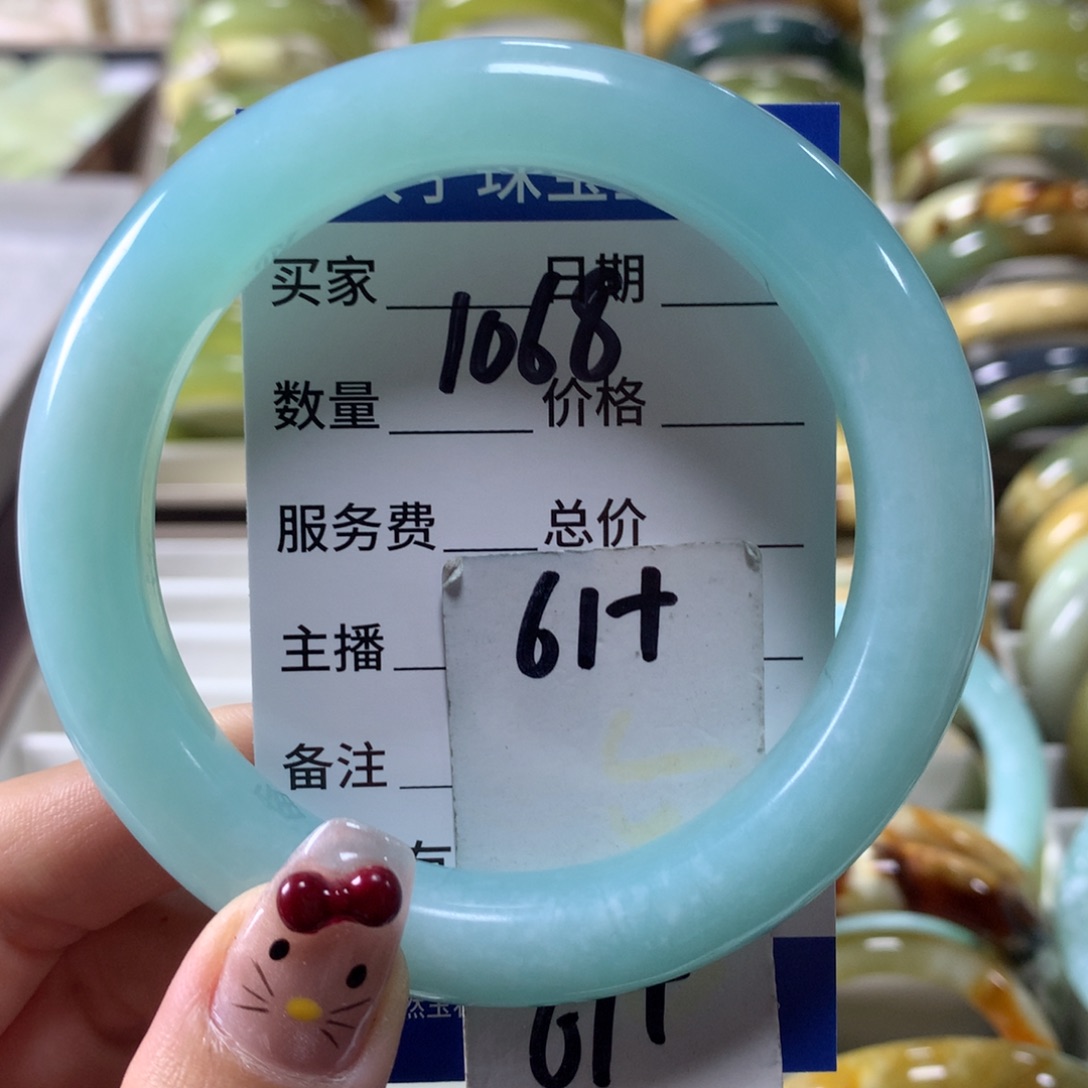 珠宝
买家 日期
1068
数量 价格
服务费 总价
61+
主播
备注
有
61+